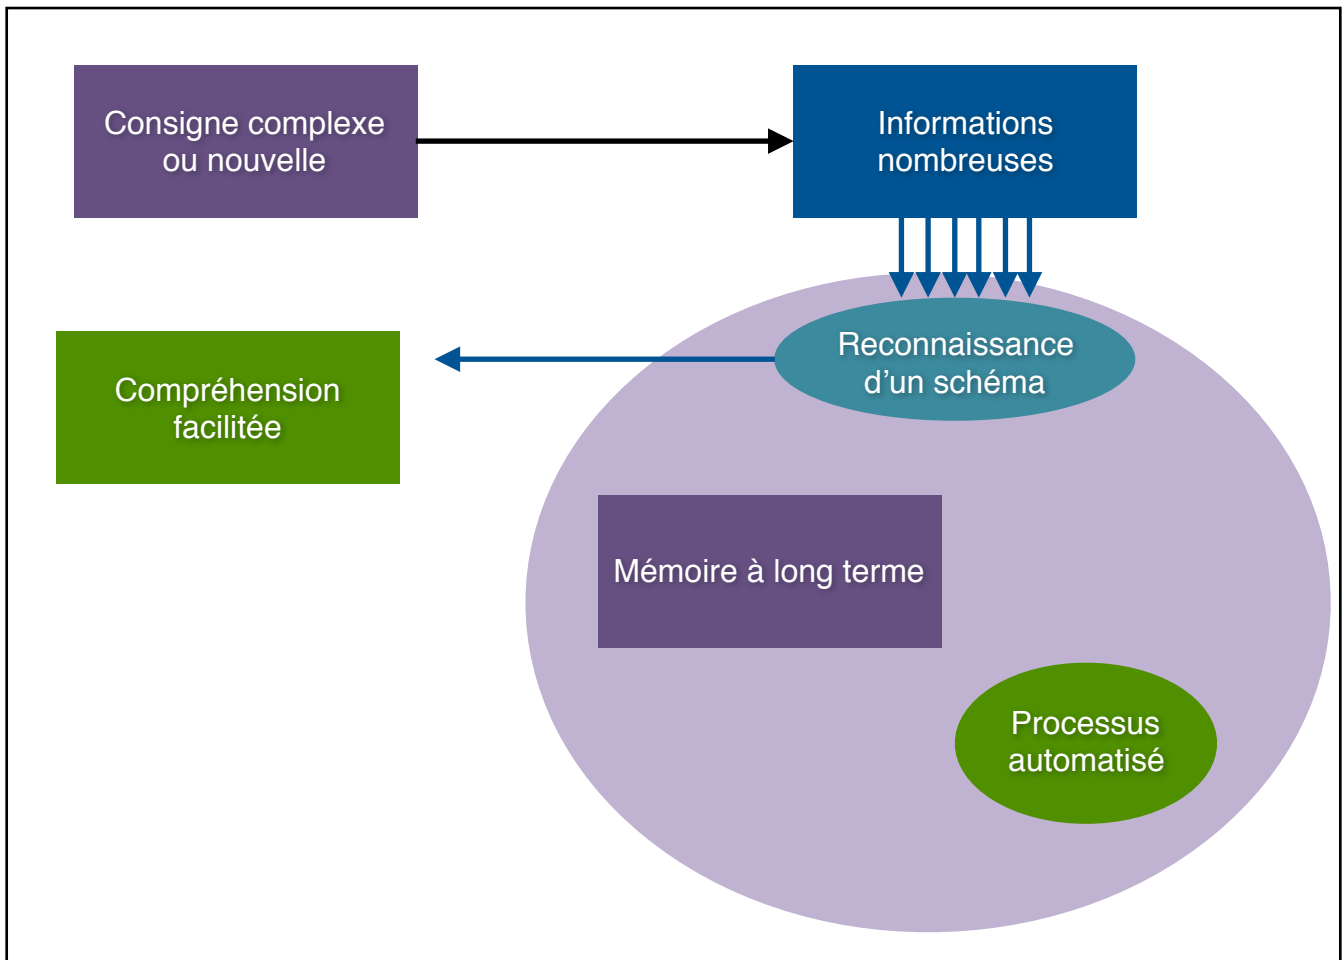 Consigne complexe
ou nouvelle
Informations
nombreuses
Reconnaissance
d’un schéma
Compréhension
facilitée
Mémoire à long terme
Processus
automatisé